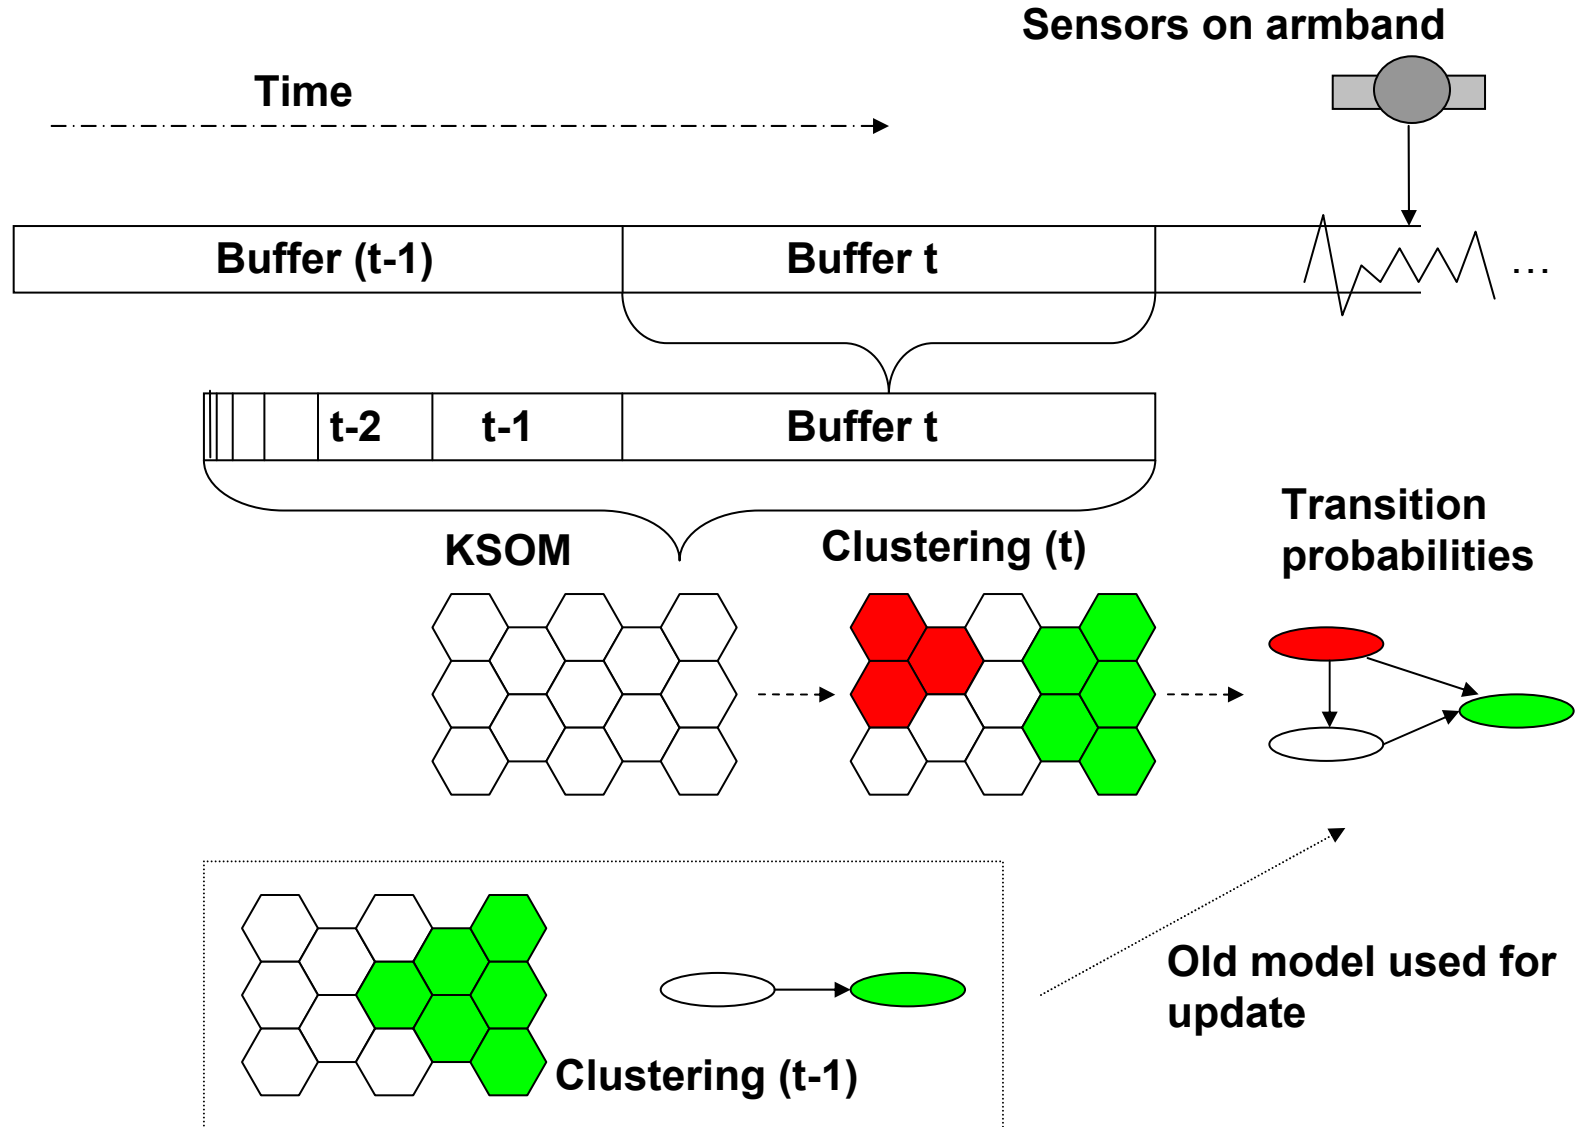 Sensors on armband
Time
Buffer (t-1)
Buffer t
...
t-2
t-1
Buffer t
KSOM
Clustering (t)
Transition
probabilities
Old model used for
update
Clustering (t-1)